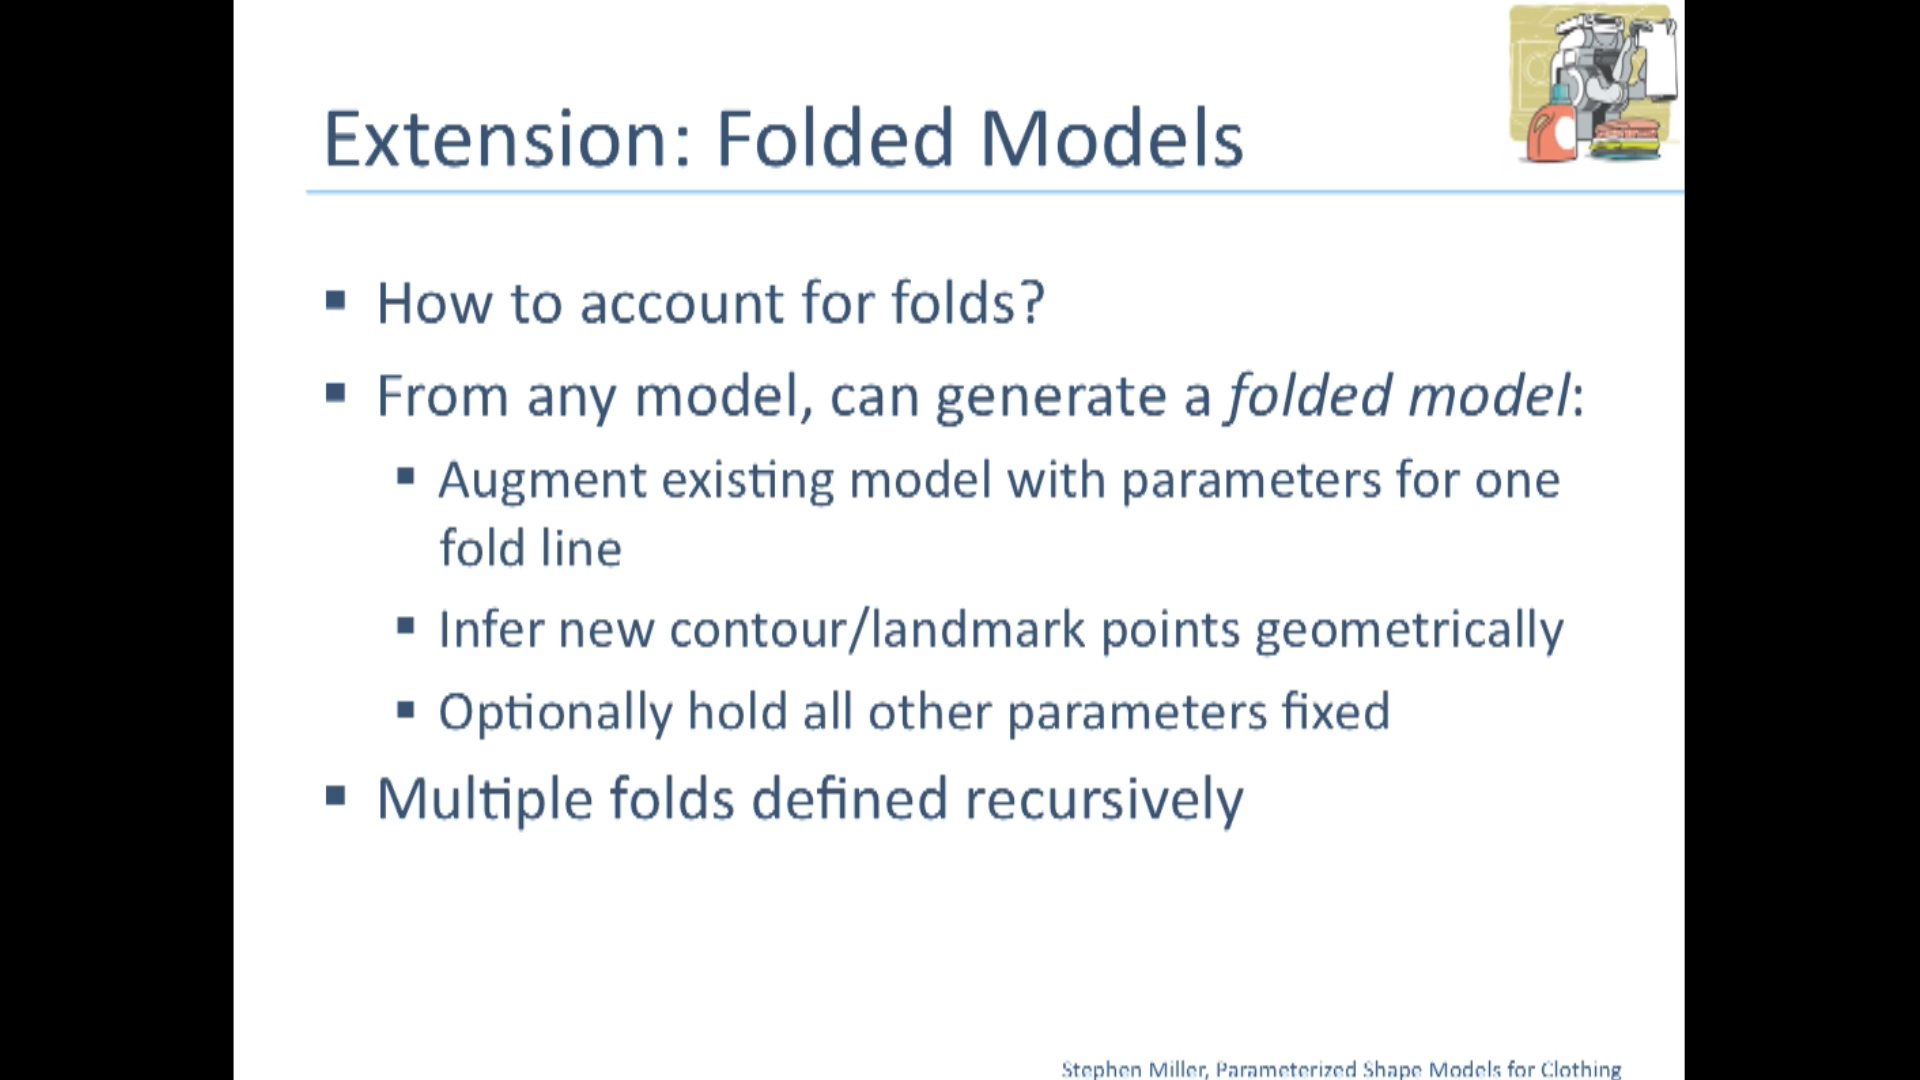 Extension: Folded Models
▪ How to account for folds?
▪ From any model, can generate a folded model:
▪ Augment existing model with parameters for one
fold line
▪ Infer new contour/landmark points geometrically
▪ Optionally hold all other parameters fixed
▪ Multiple folds defined recursively
Stephen Miller, Parameterized Shape Models for Clothing